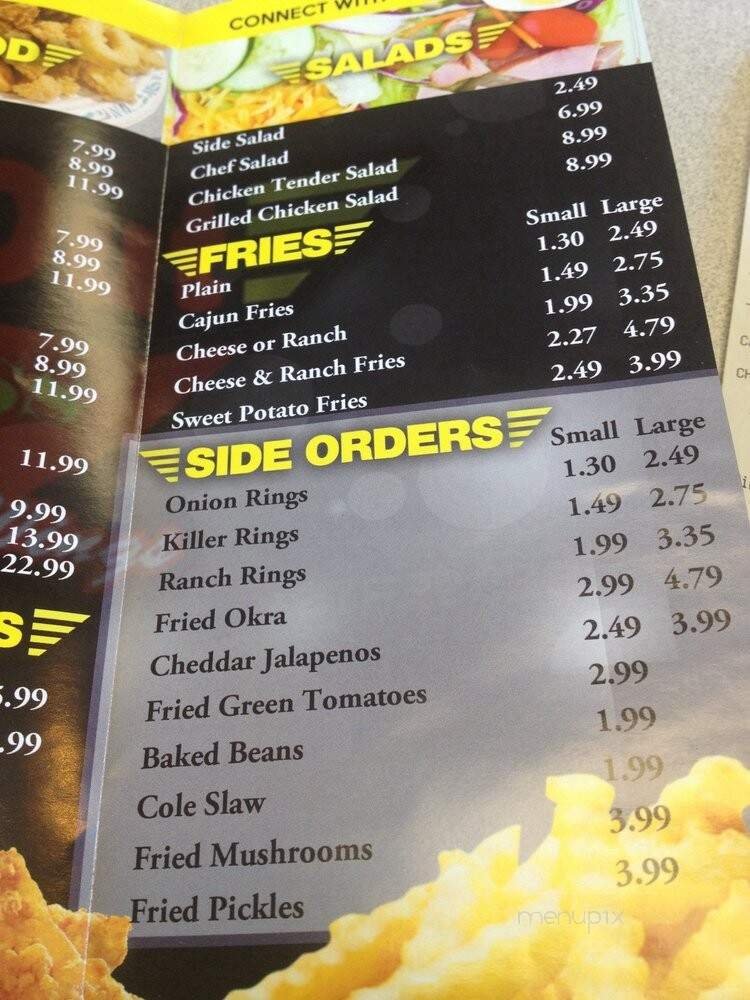 CONNECT WITH
OD
7.99
8.99
11.99
7.99
8.99
11.99
7.99
8.99
11.99
11.99
9.99
13.99
22.99
S
.99
.99
SALADS
Side Salad 2.49
Chef Salad 6.99
Chicken Tender Salad 8.99
Grilled Chicken Salad 8.99
FRIES Small Large
Plain 1.30 2.49
Cajun Fries 1.49 2.75
Cheese or Ranch 1.99 3.35
Cheese & Ranch Fries 2.27 4.79
Sweet Potato Fries 2.49 3.99
SIDE ORDERS Small Large
Onion Rings 1.30 2.49
Killer Rings 1.49 2.75
Ranch Rings 1.99 3.35
Fried Okra 2.99 4.79
Cheddar Jalapenos 2.49 3.99
Fried Green Tomatoes 2.99
Baked Beans 1.99
Cole Slaw 1.99
Fried Mushrooms 3.99
Fried Pickles 3.99
menupix